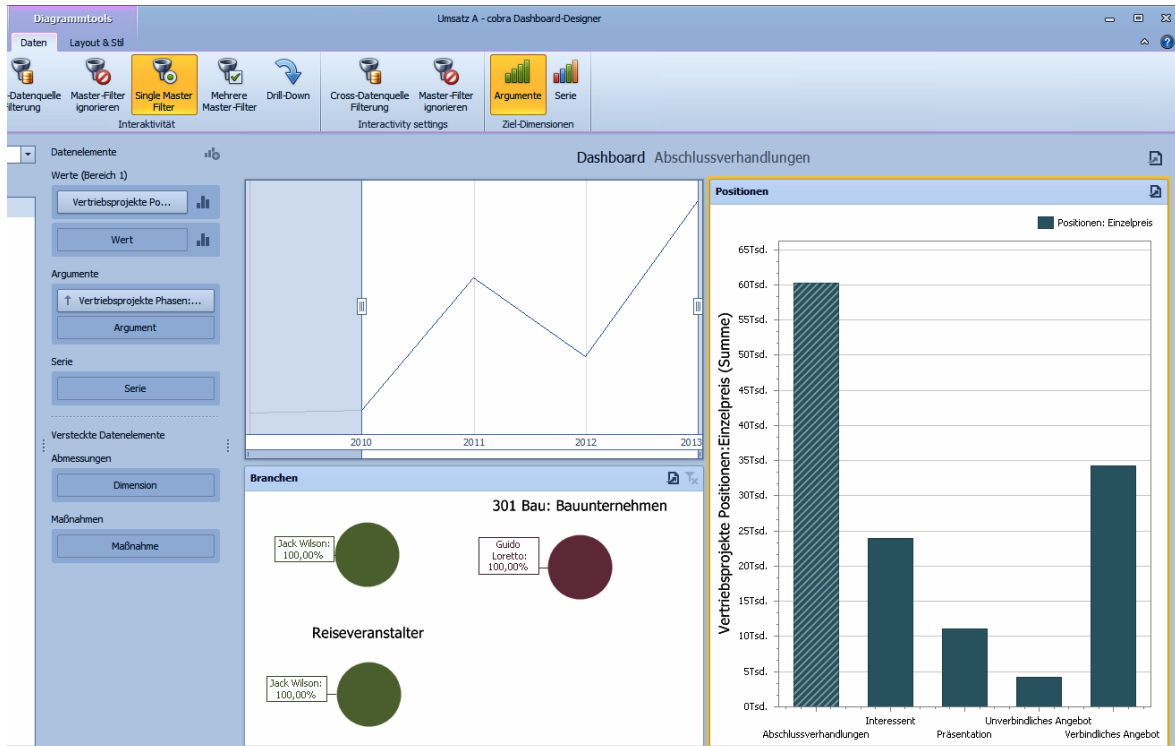 Diagrammtools
Umsatz A - cobra Dashboard-Designer
Daten
Layout & Stil
-Datenquelle
Filterung
Master-Filter
ignorieren
Single Master
Filter
Mehrere
Master-Filter
Drill-Down
Cross-Datenquelle
Filterung
Master-Filter
ignorieren
Argumente
Serie
Interaktivität
Interactivity settings
Ziel-Dimensionen
Datenelemente
Werte (Bereich 1)
Vertriebsprojekte Po...
Wert
Argumente
Vertriebsprojekte Phasen:...
Argument
Serie
Serie
Versteckte Datenelemente
Abmessungen
Dimension
Maßnahmen
Maßnahme
Dashboard Abschlussverhandlungen
2010
2011
2012
2013
Branchen
Jack Wilson:
100,00%
301 Bau: Bauunternehmen
Guido
Loretto:
100,00%
Reiseveranstalter
Jack Wilson:
100,00%
Positionen
Positionen: Einzelpreis
Vertriebsprojekte Positionen:Einzelpreis (Summe)
65Tsd.
60Tsd.
55Tsd.
50Tsd.
45Tsd.
40Tsd.
35Tsd.
30Tsd.
25Tsd.
20Tsd.
15Tsd.
10Tsd.
5Tsd.
0Tsd.
Interessent
Unverbindliches Angebot
Abschlussverhandlungen
Präsentation
Verbindliches Angebot